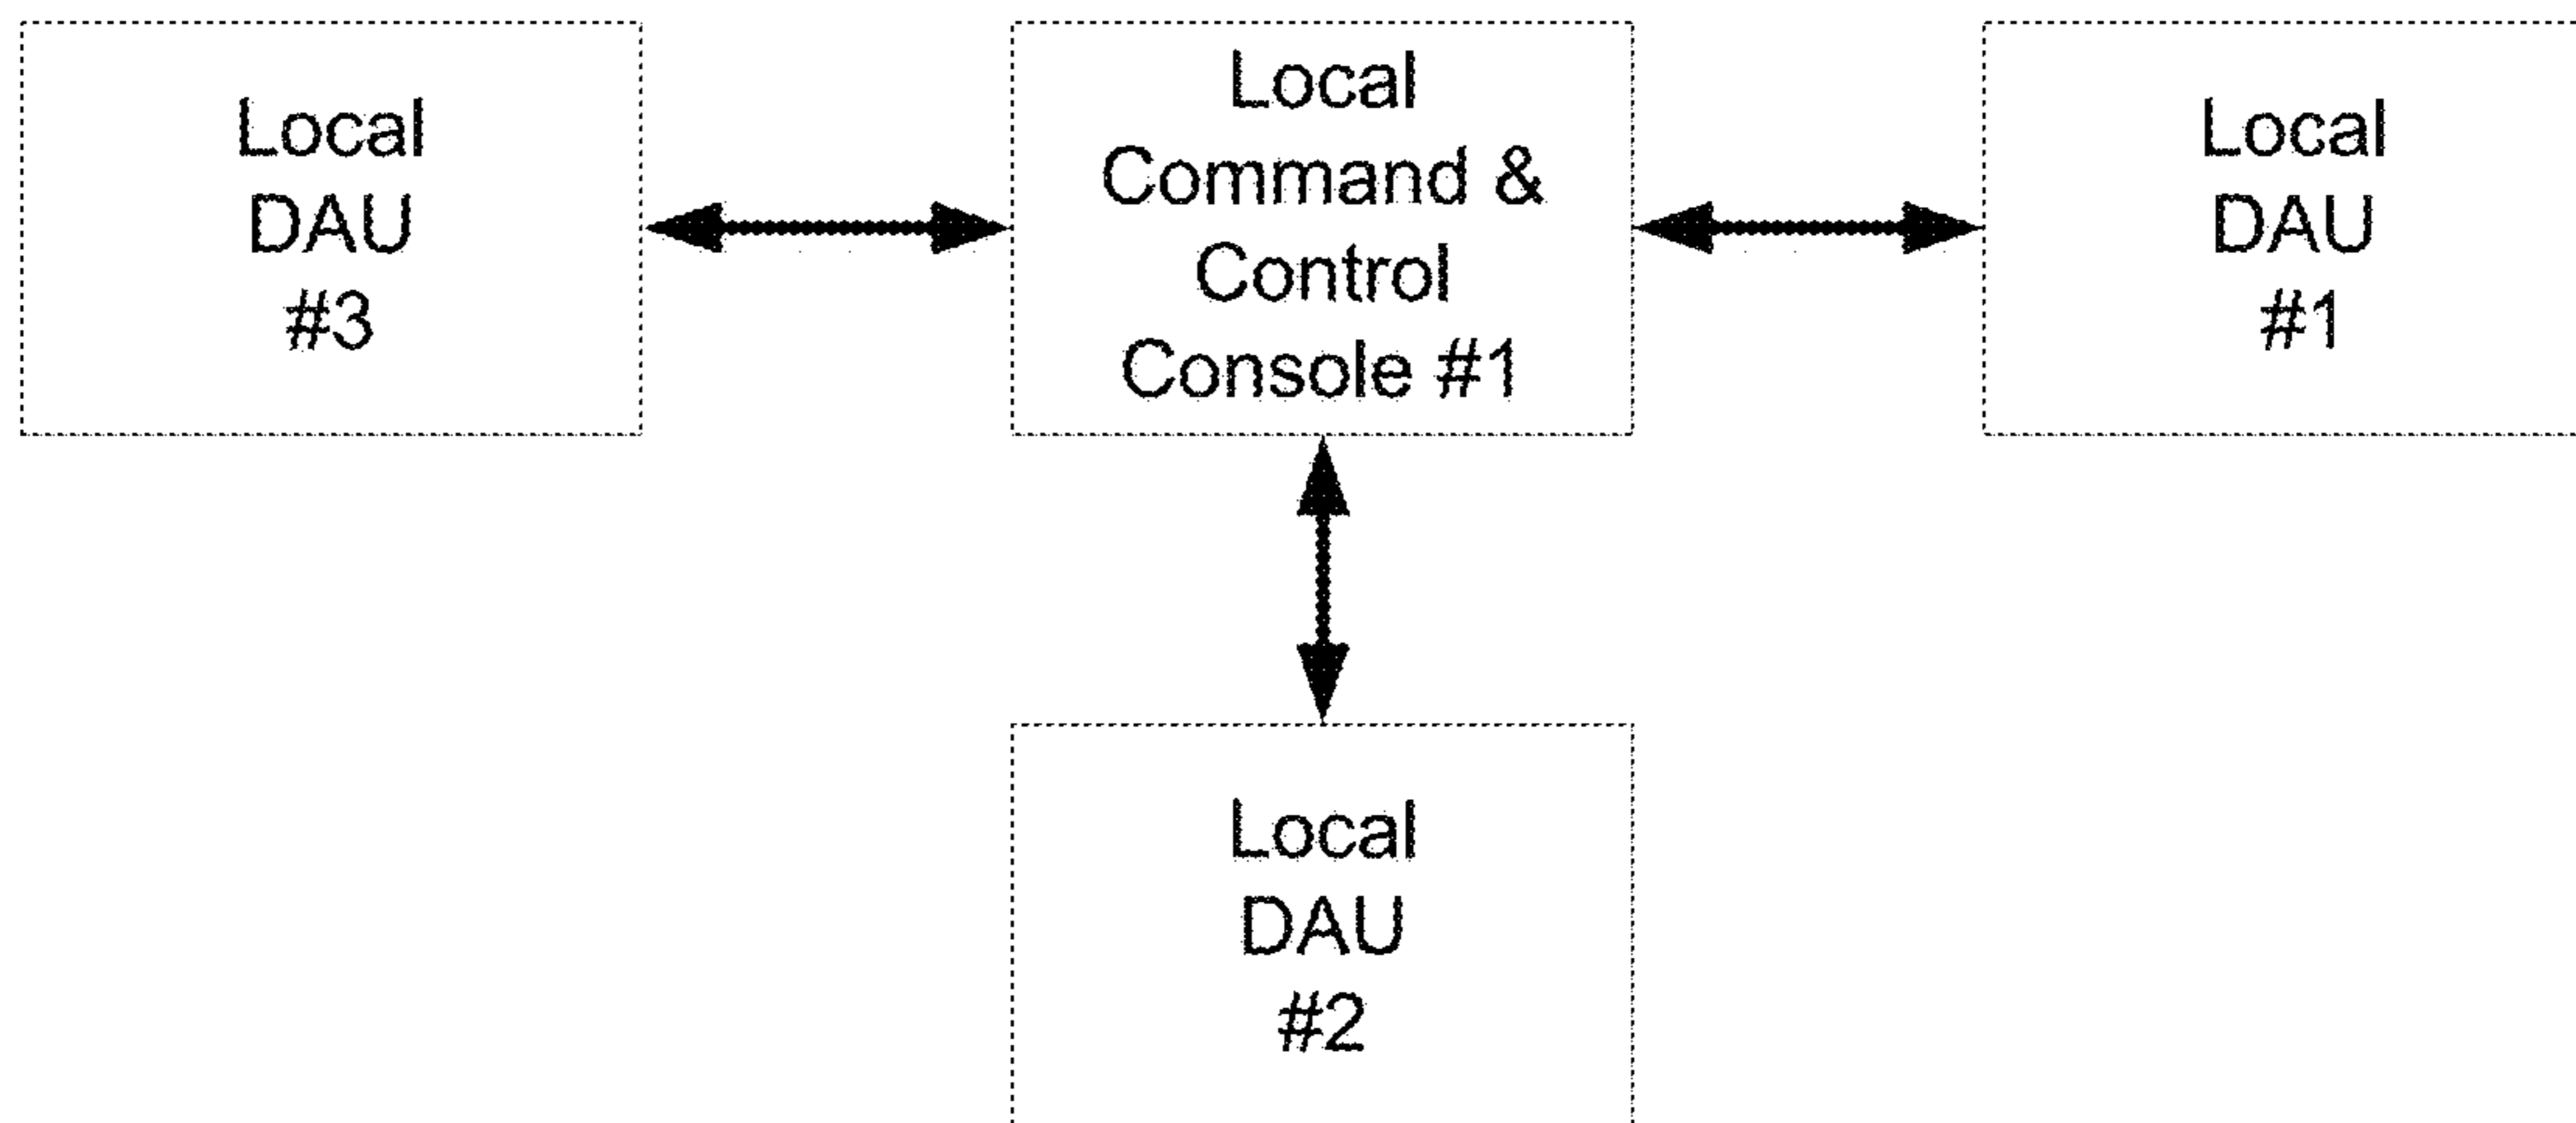 Local
DAU
#3
Local
Command &
Control
Console #1
Local
DAU
#1
Local
DAU
#2